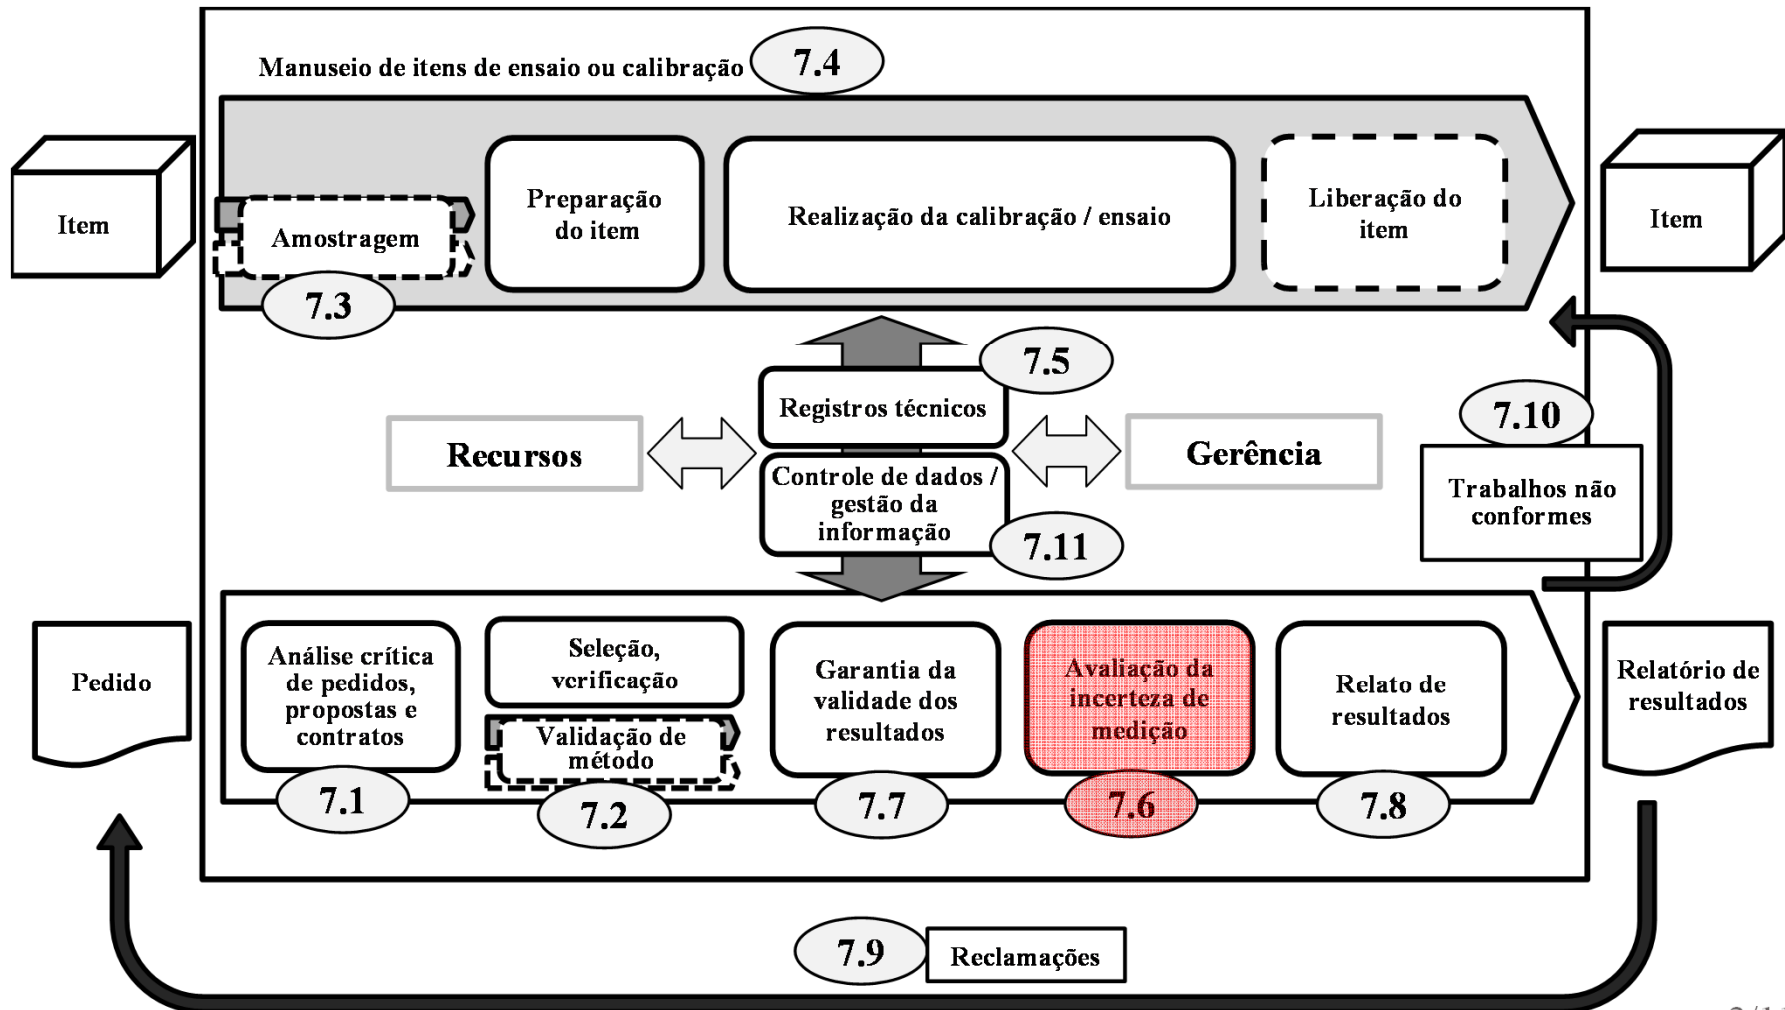 Manuseio de itens de ensaio ou calibração
7.4
Item
Amostragem
7.3
Preparação
do item
Realização da calibração / ensaio
Liberação do
item
Item
7.5
Registros técnicos
Recursos
Gerência
Controle de dados /
gestão da
informação
7.11
7.10
Trabalhos não
conformes
Pedido
Análise crítica
de pedidos,
propostas e
contratos
7.1
Seleção,
verificação
Validação de
método
7.2
Garantia da
validade dos
resultados
7.7
Avaliação da
incerteza de
medição
7.6
Relato de
resultados
7.8
Relatório de
resultados
7.9
Reclamações